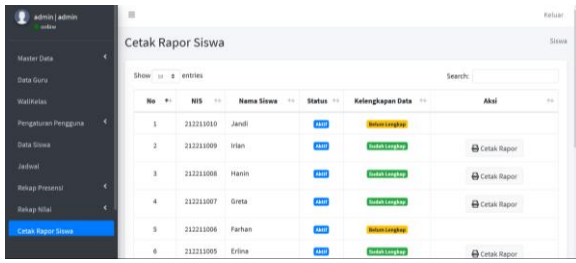 admin | admin
online
Keluar
Cetak Rapor Siswa
Siswa
Master Data
Data Guru
WaliKelas
Pengaturan Pengguna
Data Siswa
Jadwal
Rekap Presensi
Rekap Nilai
Cetak Rapor Siswa
Show 10 entries
Search:
No NIS Nama Siswa Status Kelengkapan Data Aksi
1 212211010 Jandi Aktif Belum Lengkap
2 212211009 Irian Aktif Sudah Lengkap Cetak Rapor
3 212211008 Hanin Aktif Sudah Lengkap Cetak Rapor
4 212211007 Greta Aktif Sudah Lengkap Cetak Rapor
5 212211006 Farhan Aktif Belum Lengkap
6 212211005 Erlina Aktif Sudah Lengkap Cetak Rapor